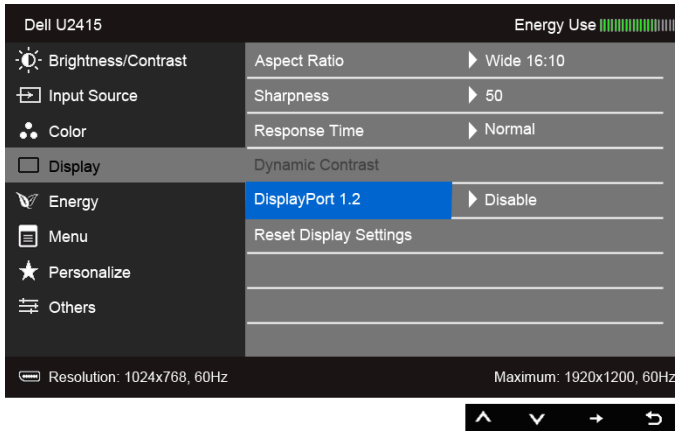 Dell U2415 Energy Use
Brightness/Contrast Aspect Ratio Wide 16:10
Input Source Sharpness 50
Color Response Time Normal
Display Dynamic Contrast
Energy DisplayPort 1.2 Disable
Menu Reset Display Settings
Personalize
Others
Resolution: 1024x768, 60Hz Maximum: 1920x1200, 60Hz